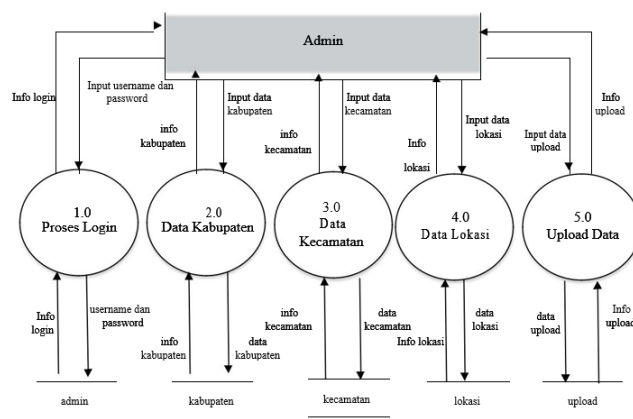 Admin
Info login
Input username dan
password
info
kabupaten
Input data
kabupaten
info
kecamatan
Input data
kecamatan
Info
lokasi
Input data
lokasi
Input data
upload
Info
upload
1.0
Proses Login
2.0
Data Kabupaten
3.0
Data
Kecamatan
4.0
Data Lokasi
5.0
Upload Data
Info
login
username dan
password
info
kabupaten
data
kabupaten
info
kecamatan
data
kecamatan
Info lokasi
data
lokasi
data
upload
Info
upload
admin
kabupaten
kecamatan
lokasi
upload